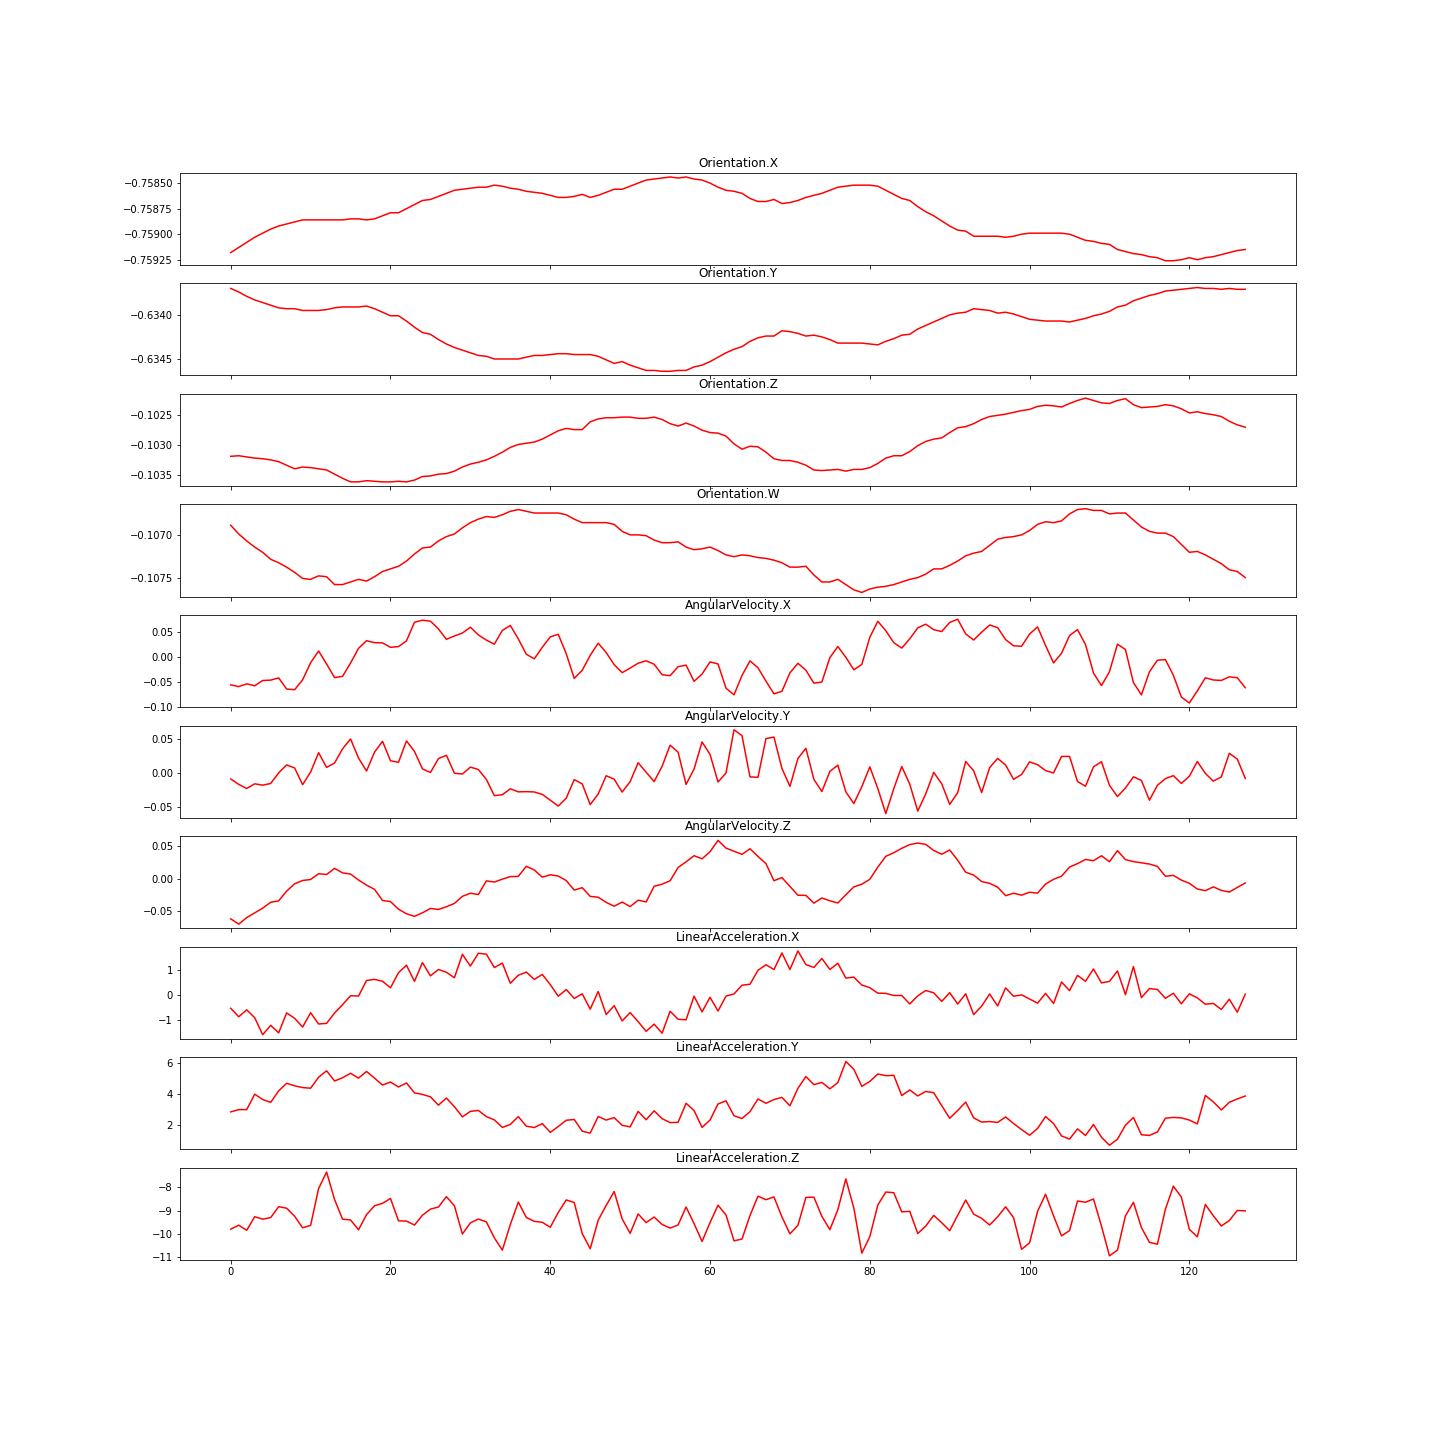 Orientation.X
−0.75850
−0.75875
−0.75900
−0.75925
Orientation.Y
−0.6340
−0.6345
Orientation.Z
−0.1025
−0.1030
−0.1035
Orientation.W
−0.1070
−0.1075
AngularVelocity.X
0.05
0.00
−0.05
−0.10
AngularVelocity.Y
0.05
0.00
−0.05
AngularVelocity.Z
0.05
0.00
−0.05
LinearAcceleration.X
1
0
−1
LinearAcceleration.Y
6
4
2
LinearAcceleration.Z
−8
−9
−10
−11
0 20 40 60 80 100 120